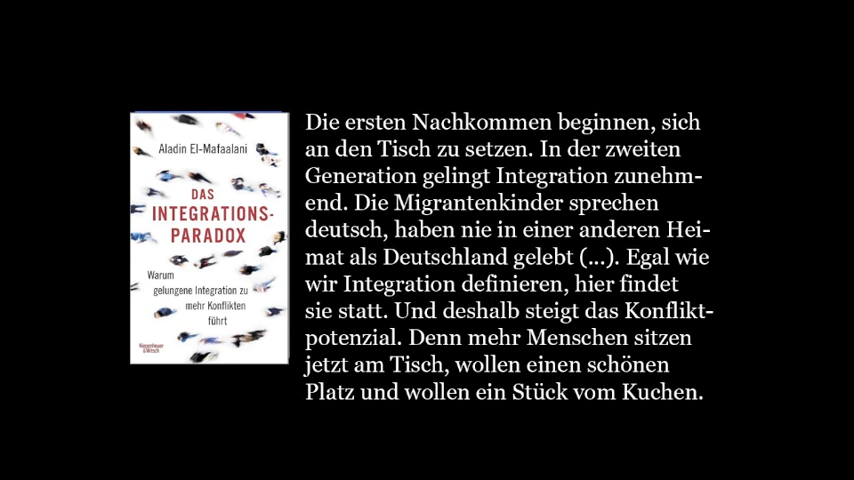 Aladin El-Mafaalani
DAS
INTEGRATIONS-
PARADOX
Warum
gelungene Integration zu
mehr Konflikten
führt
Kiepenheuer
& Witsch
Die ersten Nachkommen beginnen, sich
an den Tisch zu setzen. In der zweiten
Generation gelingt Integration zunehm-
end. Die Migrantenkinder sprechen
deutsch, haben nie in einer anderen Hei-
mat als Deutschland gelebt (...). Egal wie
wir Integration definieren, hier findet
sie statt. Und deshalb steigt das Konflikt-
potenzial. Denn mehr Menschen sitzen
jetzt am Tisch, wollen einen schönen
Platz und wollen ein Stück vom Kuchen.